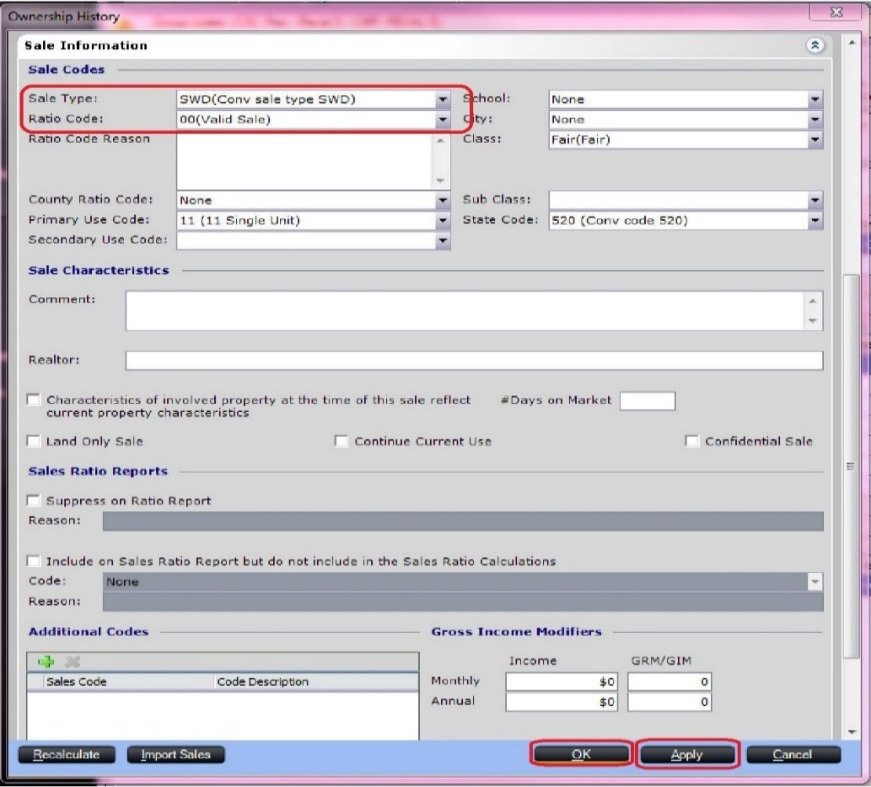 Ownership History
Sale Information
Sale Codes
Sale Type: SWD(Conv sale type SWD) School: None
Ratio Code: 00(Valid Sale) City: None
Ratio Code Reason Class: Fair(Fair)
County Ratio Code: None Sub Class:
Primary Use Code: 11 (11 Single Unit) State Code: 520 (Conv code 520)
Secondary Use Code:
Sale Characteristics
Comment:
Realtor:
Characteristics of involved property at the time of this sale reflect #Days on Market
current property characteristics
Land Only Sale Continue Current Use Confidential Sale
Sales Ratio Reports
Suppress on Ratio Report
Reason:
Include on Sales Ratio Report but do not include in the Sales Ratio Calculations
Code: None
Reason:
Additional Codes Gross Income Modifiers
Income GRM/GIM
Sales Code Code Description Monthly $0 0
Annual $0 0
Recalculate Import Sales OK Apply Cancel